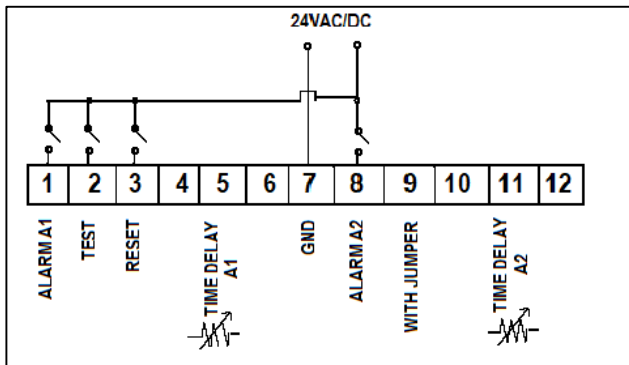 24VAC/DC
1 2 3 4 5 6 7 8 9 10 11 12
ALARM A1
TEST
RESET
TIME DELAY
A1
GND
ALARM A2
WITH JUMPER
TIME DELAY
A2